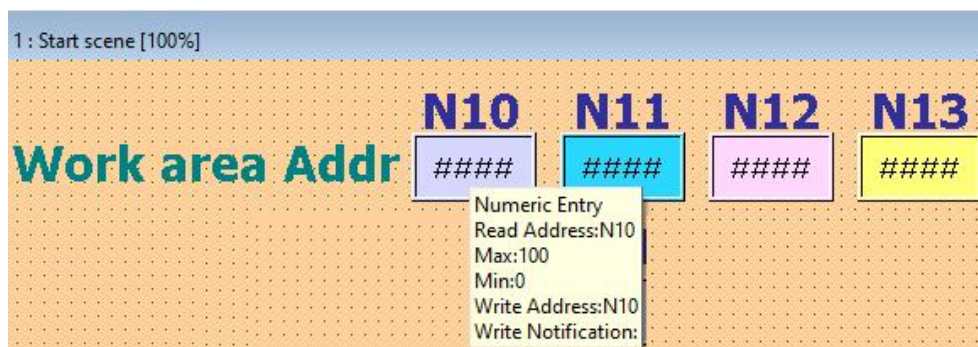 1 : Start scene [100%]
N10 N11 N12 N13
Work area Addr #### #### #### ####
Numeric Entry
Read Address:N10
Max:100
Min:0
Write Address:N10
Write Notification: